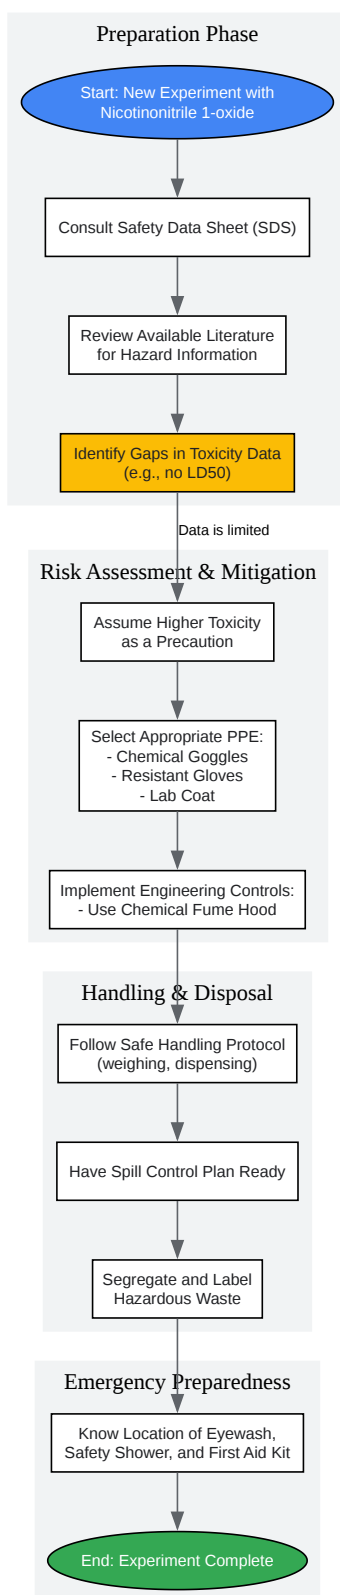 Preparation Phase
Start: New Experiment with
Nicotinonitrile 1-oxide
Consult Safety Data Sheet (SDS)
Review Available Literature
for Hazard Information
Identify Gaps in Toxicity Data
(e.g., no LD50)
Data is limited
Risk Assessment & Mitigation
Assume Higher Toxicity
as a Precaution
Select Appropriate PPE:
- Chemical Goggles
- Resistant Gloves
- Lab Coat
Implement Engineering Controls:
- Use Chemical Fume Hood
Handling & Disposal
Follow Safe Handling Protocol
(weighing, dispensing)
Have Spill Control Plan Ready
Segregate and Label
Hazardous Waste
Emergency Preparedness
Know Location of Eyewash,
Safety Shower, and First Aid Kit
End: Experiment Complete